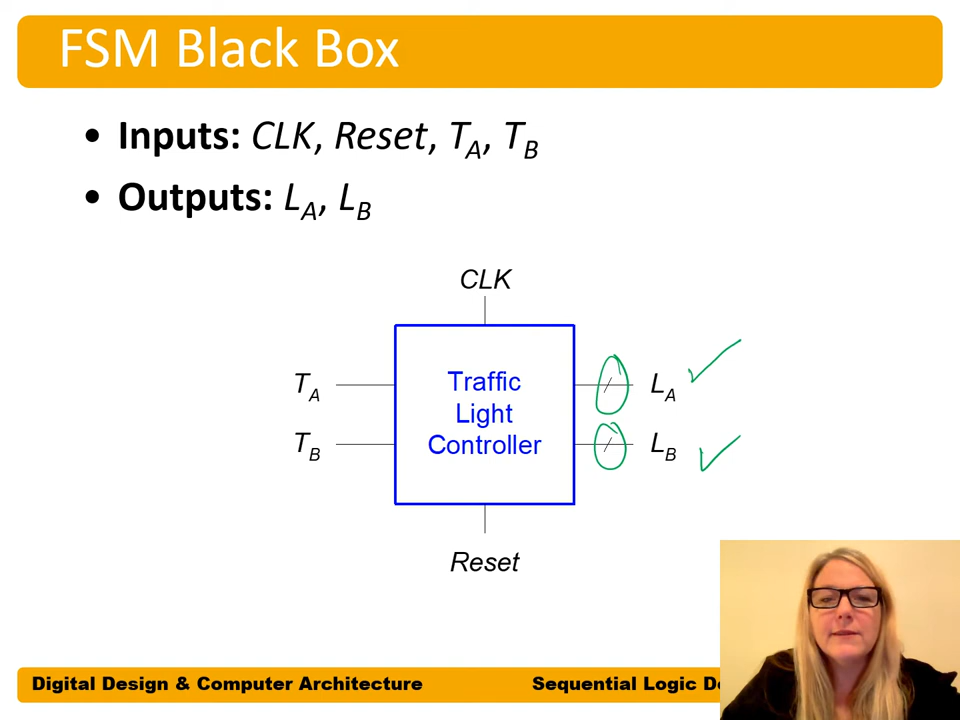 FSM Black Box
• Inputs: CLK, Reset, T_A, T_B
• Outputs: L_A, L_B
CLK
T_A
Traffic
Light
Controller
L_A
T_B
L_B
Reset
Digital Design & Computer Architecture
Sequential Logic